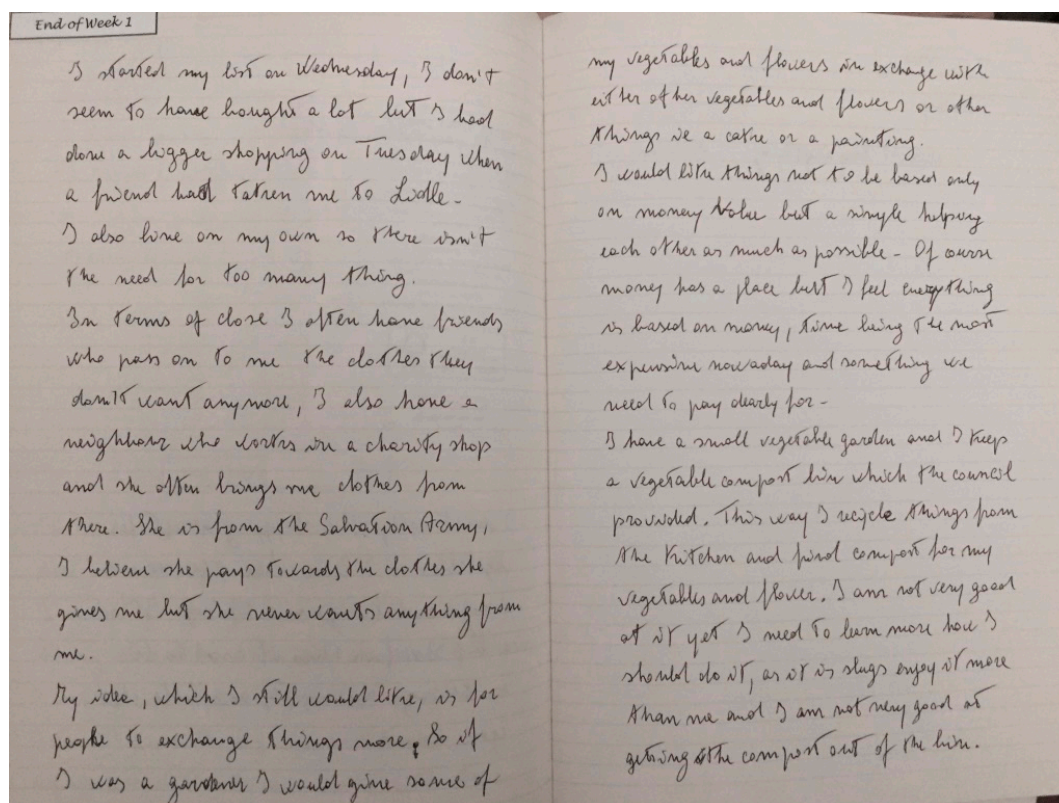 End of Week 1
I started my list on Wednesday, I don't
seem to have bought a lot but I had
done a bigger shopping on Tuesday when
a friend had taken me to Lidle -
I also live on my own so there isn't
the need for too many thing.
In terms of close I often have friends
who pass on to me the clothes they
don't want anymore, I also have a
neighbour who works in a charity shop
and she often brings me clothes from
there. She is from the Salvation Army,
I believe she pays towards the clothes she
gives me but she never wants anything from
me.
My idea, which I still would like, is for
people to exchange things more. So if
I was a gardener I would give some of
my vegetables and flowers in exchange with
either other vegetables and flowers or other
things ie a cake or a painting.
I would like things not to be based only
on money value but a simple helping
each other as much as possible - Of course
money has a place but I feel everything
is based on money, time being the most
expensive nowaday and something we
need to pay dearly for -
I have a small vegetable garden and I keep
a vegetable compost bin which the council
provided. This way I recycle things from
the kitchen and find compost for my
vegetables and flower. I am not very good
at it yet I need to learn more how I
should do it, as it is slugs enjoy it more
than me and I am not very good at
getting the compost out of the bin.